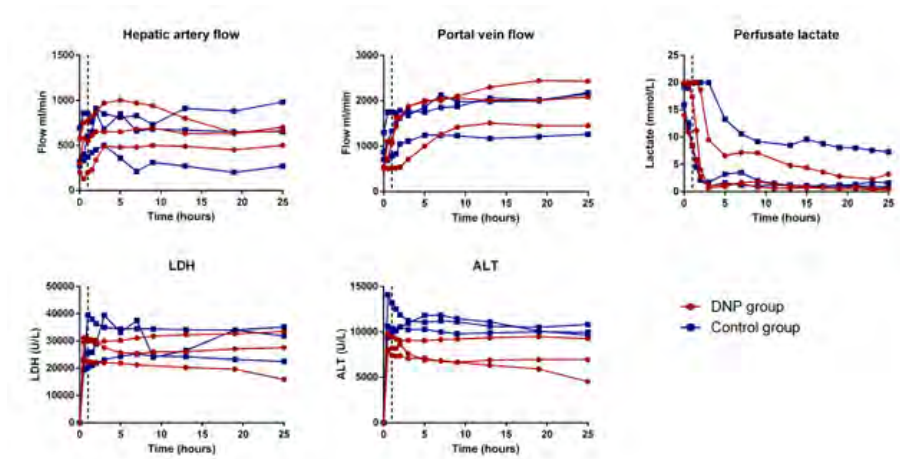 Hepatic artery flow
Flow ml/min
1500
1000
500
0
0 5 10 15 20 25
Time (hours)
Portal vein flow
Flow ml/min
3000
2000
1000
0
0 5 10 15 20 25
Time (hours)
Perfusate lactate
Lactate (mmol/L)
25
20
15
10
5
0
0 5 10 15 20 25
Time (hours)
LDH
LDH (U/L)
50000
40000
30000
20000
10000
0
0 5 10 15 20 25
Time (hours)
ALT
ALT (U/L)
15000
10000
5000
0
0 5 10 15 20 25
Time (hours)
DNP group
Control group